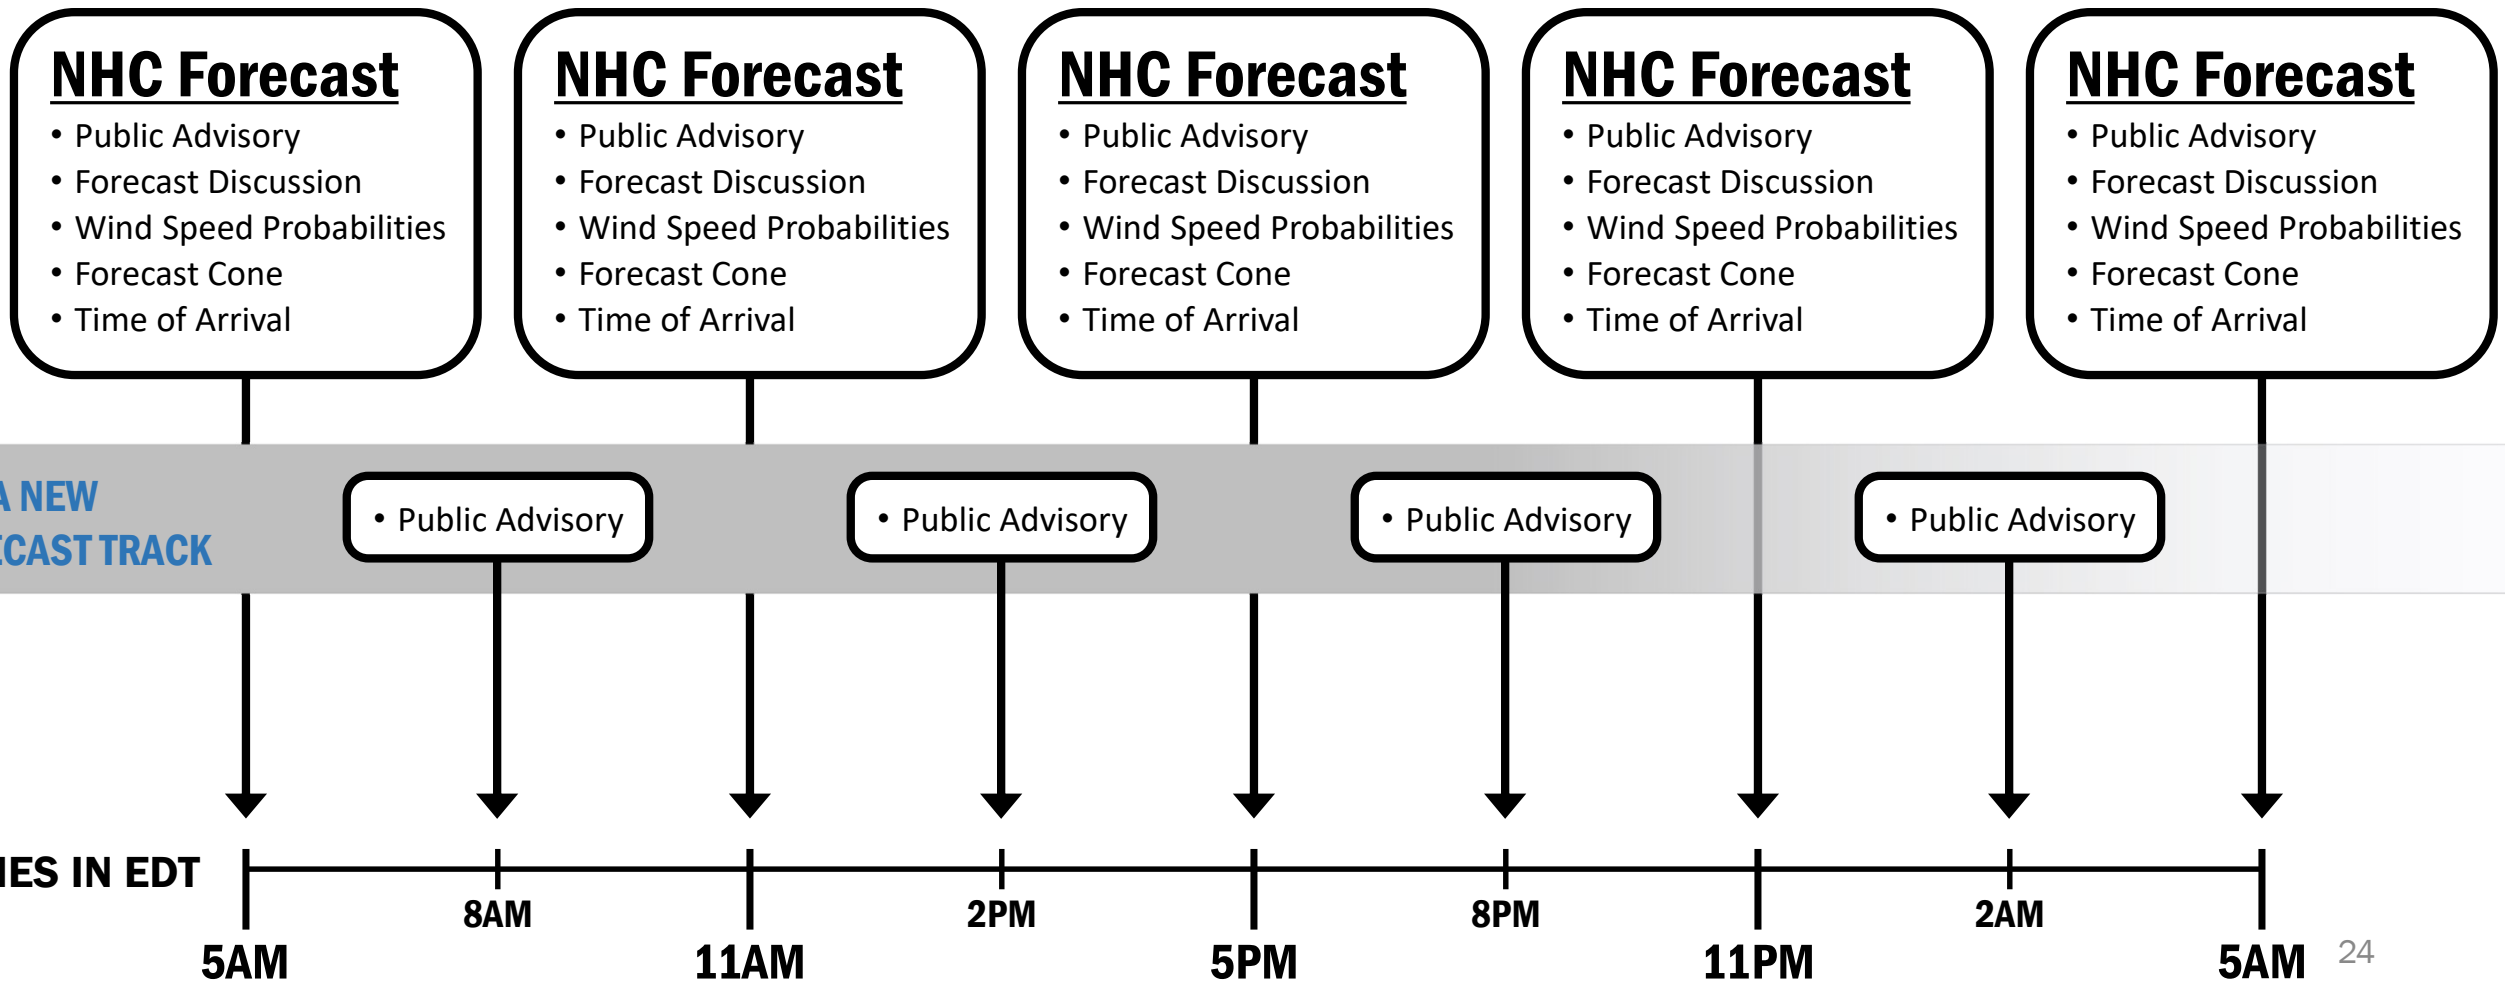 NHC Forecast
• Public Advisory
• Forecast Discussion
• Wind Speed Probabilities
• Forecast Cone
• Time of Arrival
NHC Forecast
• Public Advisory
• Forecast Discussion
• Wind Speed Probabilities
• Forecast Cone
• Time of Arrival
NHC Forecast
• Public Advisory
• Forecast Discussion
• Wind Speed Probabilities
• Forecast Cone
• Time of Arrival
NHC Forecast
• Public Advisory
• Forecast Discussion
• Wind Speed Probabilities
• Forecast Cone
• Time of Arrival
NHC Forecast
• Public Advisory
• Forecast Discussion
• Wind Speed Probabilities
• Forecast Cone
• Time of Arrival
A NEW
ECAST TRACK
• Public Advisory
• Public Advisory
• Public Advisory
• Public Advisory
IES IN EDT
8AM
2PM
8PM
2AM
5AM
11AM
5PM
11PM
5AM
24